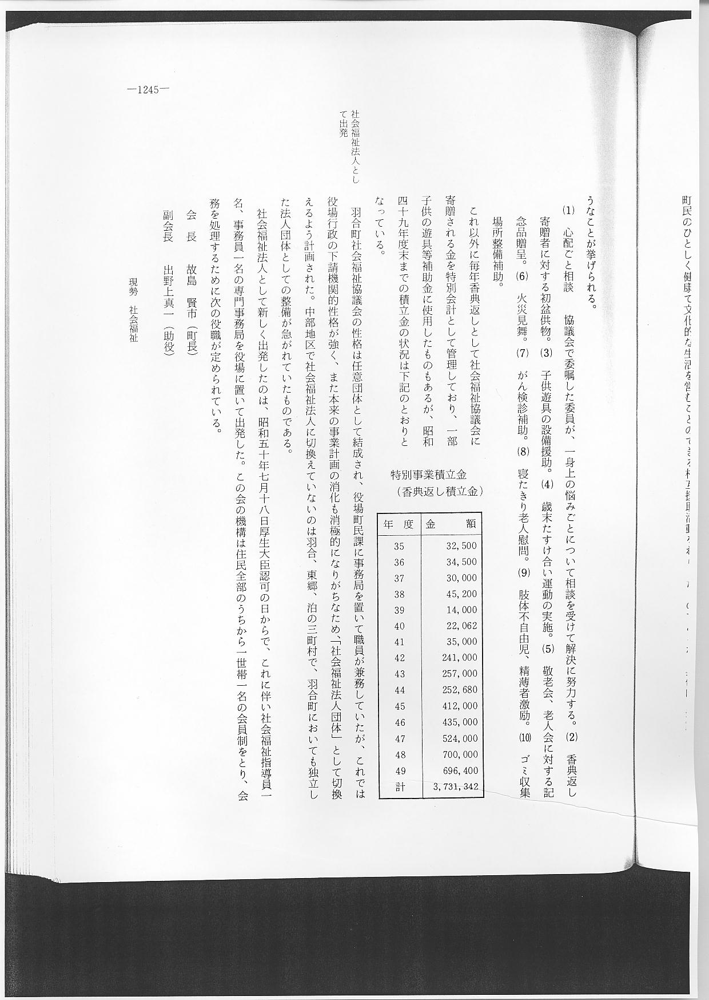 町民のひとしく健康で文化的な生活を営むことの
うなことが挙げられる。
(1) 心配ごと相談 協議会で委嘱した委員が、一身上の悩みごとについて相談を受けて解決に努力する。(2) 香典返し
寄贈者に対する初盆供物。(3) 子供遊具の設備援助。(4) 歳末たすけ合い運動の実施。(5) 敬老会、老人会に対する記
念品贈呈。(6) 火災見舞。(7) がん検診補助。(8) 寝たきり老人慰問。(9) 肢体不自由児、精薄者激励。(10) ゴミ収集
場所整備補助。
これ以外に毎年香典返しとして社会福祉協議会に
寄贈される金を特別会計として管理しており、一部
子供の遊具等補助金に使用したものもあるが、昭和
四十九年度末までの積立金の状況は下記のとおりと
なっている。
特別事業積立金
（香典返し積立金）
年 度 金 額
35 32,500
36 34,500
37 30,000
38 45,200
39 14,000
40 22,062
41 35,000
42 241,000
43 257,000
44 252,680
45 412,000
46 435,000
47 524,000
48 700,000
49 696,400
計 3,731,342
社会福祉法人とし
て出発
羽合町社会福祉協議会の性格は任意団体として結成され、役場町民課に事務局を置いて職員が兼務していたが、これでは
役場行政の下請機関的性格が強く、また本来の事業計画の消化も消極的になりがちなため、「社会福祉法人団体」として切換
えるよう計画された。中部地区で社会福祉法人に切換えていないのは羽合、東郷、泊の三町村で、羽合町においても独立し
た法人団体としての整備が急がれていたものである。
社会福祉法人として新しく出発したのは、昭和五十年七月十八日厚生大臣認可の日からで、これに伴い社会福祉指導員一
名、事務員一名の専門事務局を役場に置いて出発した。この会の機構は住民全部のうちから一世帯一名の会員制をとり、会
務を処理するために次の役職が定められている。
会 長 故島 賢市（町長）
副会長 出野上真一（助役）
現勢 社会福祉
―1245―